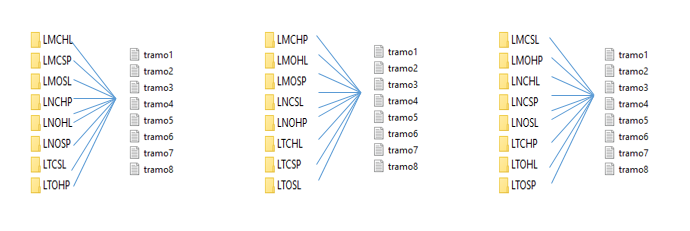 LMCHL
LMCSP
LMOSL
LNCHP
LNOHL
LNOSP
LTCSL
LTOHP
tramo1
tramo2
tramo3
tramo4
tramo5
tramo6
tramo7
tramo8
LMCHP
LMOHL
LMOSP
LNCSL
LNOHP
LTCHL
LTCSP
LTOSL
tramo1
tramo2
tramo3
tramo4
tramo5
tramo6
tramo7
tramo8
LMCSL
LMOHP
LNCHL
LNCSP
LNOSL
LTCHP
LTOHL
LTOSP
tramo1
tramo2
tramo3
tramo4
tramo5
tramo6
tramo7
tramo8